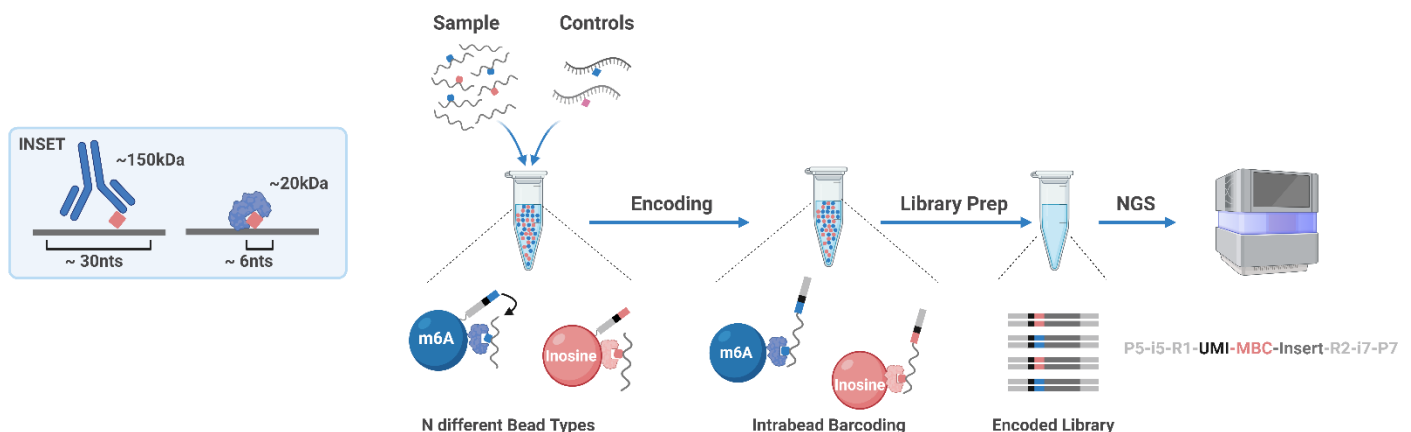 INSET
~150kDa
~20kDa
~ 30nts
~ 6nts
Sample
Controls
Encoding
Library Prep
NGS
m6A
Inosine
m6A
Inosine
P5-i5-R1-UMI-MBC-Insert-R2-i7-P7
N different Bead Types
Intrabead Barcoding
Encoded Library